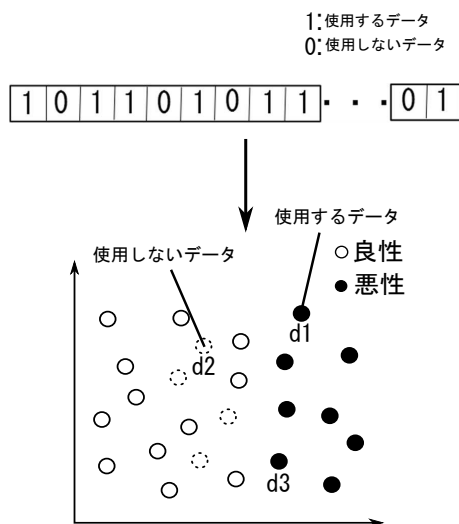 1:使用するデータ
0:使用しないデータ
1 0 1 1 0 1 0 1 1 ・・・ 0 1
使用するデータ
使用しないデータ
○良性
●悪性
d1
d2
d3